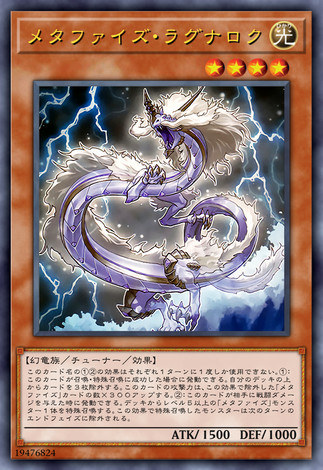 メタファイズ・ラグナロク
光
【幻竜族／チューナー／効果】
このカード名の①②の効果はそれぞれ１ターンに１度しか使用できない。①：
このカードが召喚・特殊召喚に成功した場合に発動できる。自分のデッキの上
からカードを３枚除外する。このカードの攻撃力は、この効果で除外した「メタ
ファイズ」カードの数×３００アップする。②：このカードが相手に戦闘ダメー
ジを与えた時に発動できる。デッキからレベル５以上の「メタファイズ」モンス
ター１体を特殊召喚する。この効果で特殊召喚したモンスターは次のターンの
エンドフェイズに除外される。
ATK/ 1500 DEF/ 1000
19476824